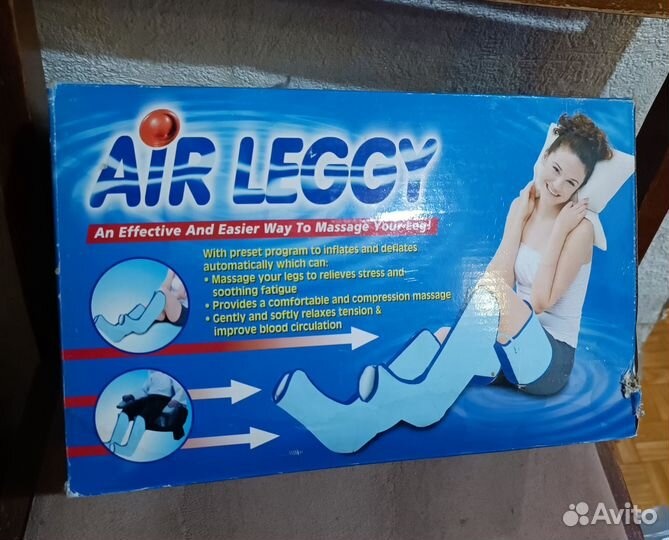 AIR LEGGY
An Effective And Easier Way To Massage Your Leg!
With preset program to inflates and deflates
automatically which can:
• Massage your legs to relieves stress and
soothing fatigue
• Provides a comfortable and compression massage
• Gently and softly relaxes tension &
improve blood circulation
Avito